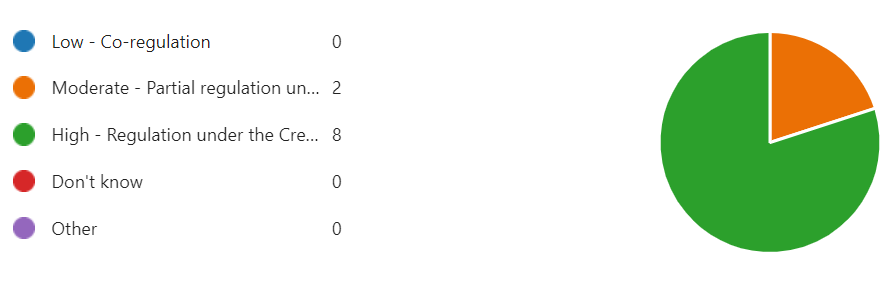 Low - Co-regulation 0
Moderate - Partial regulation un... 2
High - Regulation under the Cre... 8
Don't know 0
Other 0